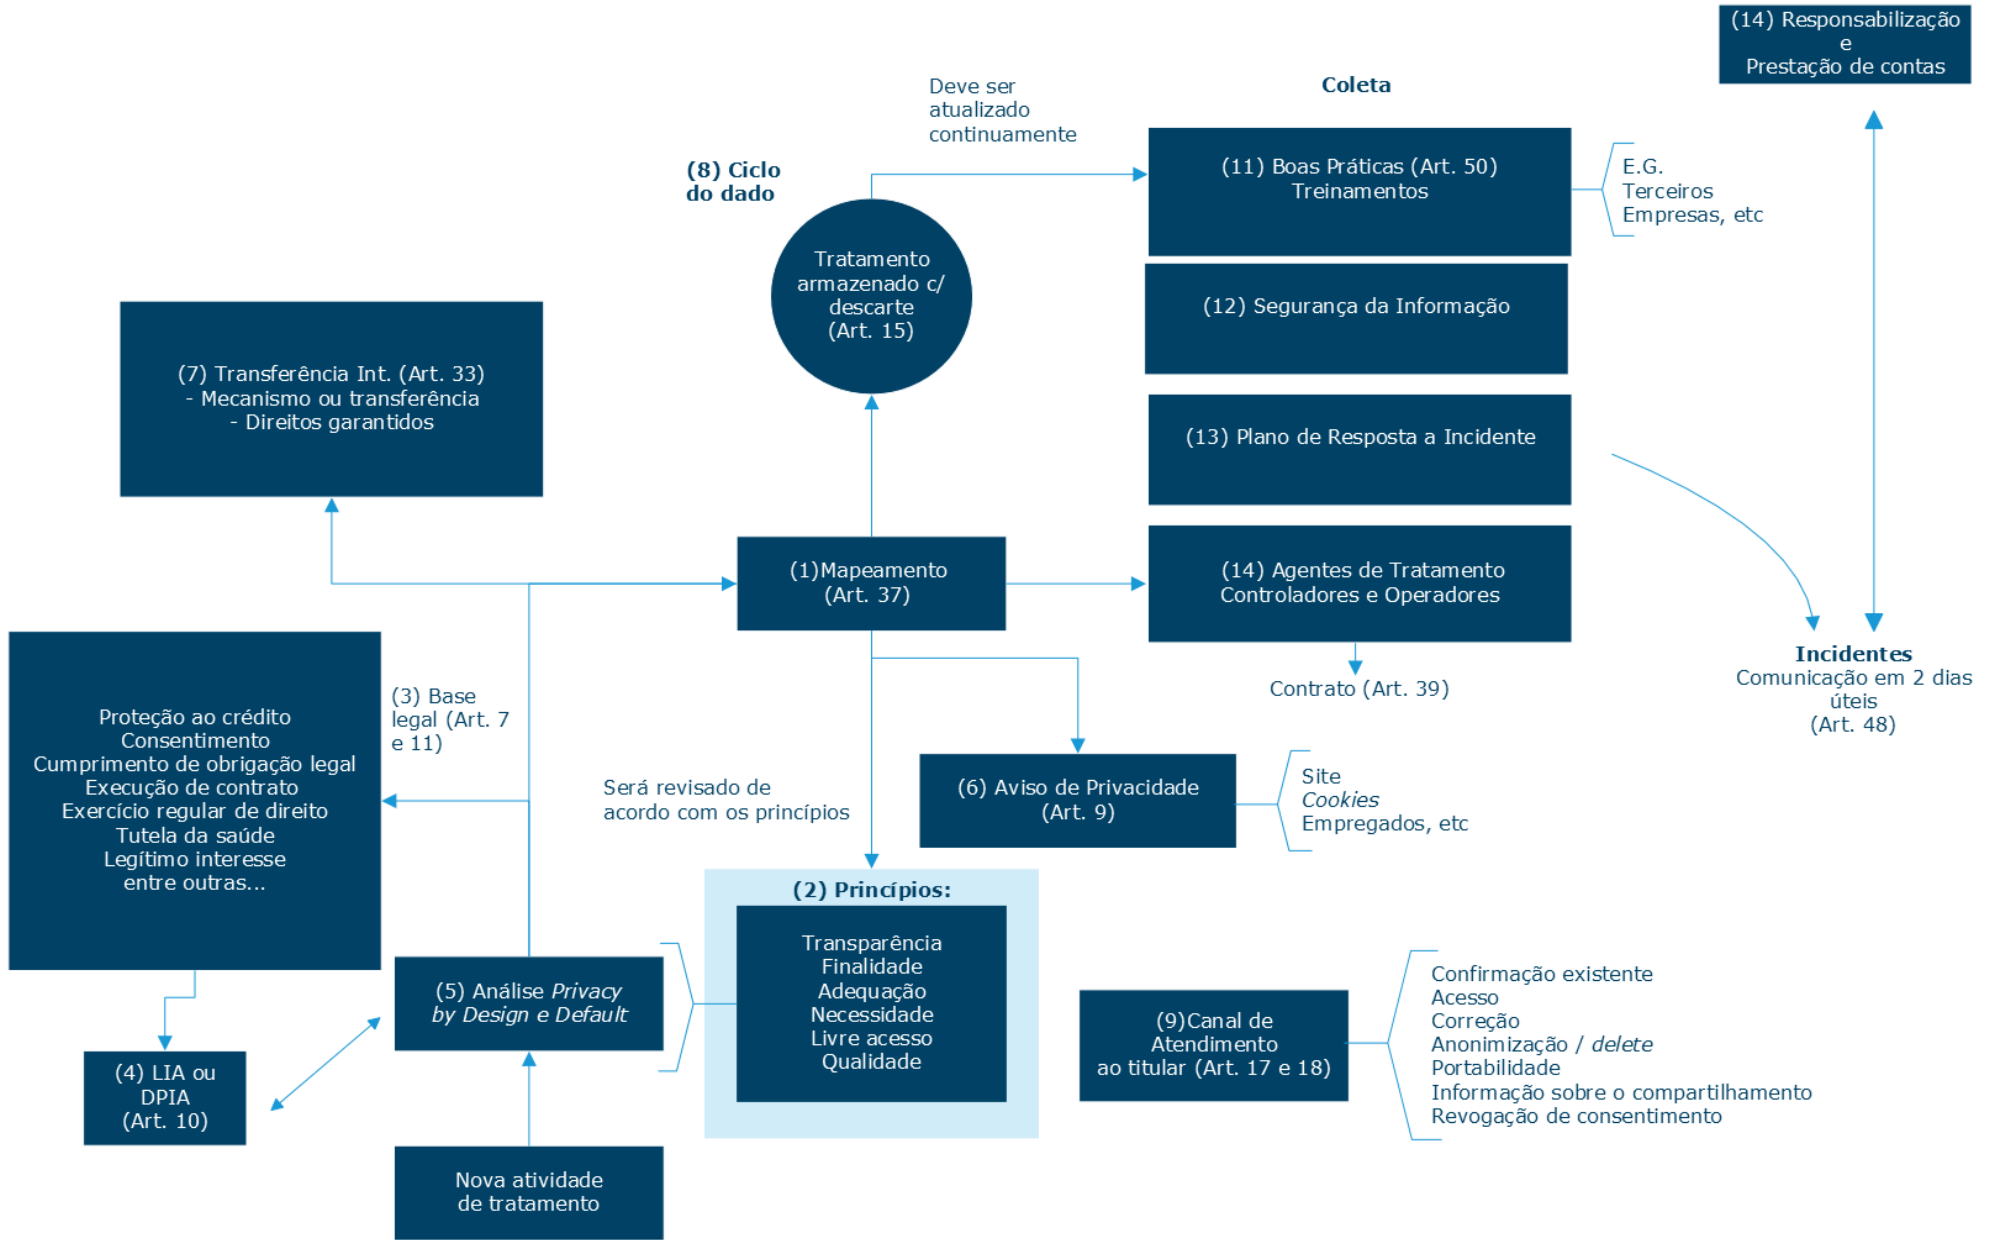 (14) Responsabilização
e
Prestação de contas
Coleta
Deve ser
atualizado
continuamente
(8) Ciclo
do dado
(11) Boas Práticas (Art. 50)
Treinamentos
E.G.
Terceiros
Empresas, etc
Tratamento
armazenado c/
descarte
(Art. 15)
(12) Segurança da Informação
(7) Transferência Int. (Art. 33)
- Mecanismo ou transferência
- Direitos garantidos
(13) Plano de Resposta a Incidente
(1)Mapeamento
(Art. 37)
(14) Agentes de Tratamento
Controladores e Operadores
Contrato (Art. 39)
Incidentes
Comunicação em 2 dias
úteis
(Art. 48)
(3) Base
legal (Art. 7
e 11)
Proteção ao crédito
Consentimento
Cumprimento de obrigação legal
Execução de contrato
Exercício regular de direito
Tutela da saúde
Legítimo interesse
entre outras...
Será revisado de
acordo com os princípios
(6) Aviso de Privacidade
(Art. 9)
Site
Cookies
Empregados, etc
(2) Princípios:
Transparência
Finalidade
Adequação
Necessidade
Livre acesso
Qualidade
(5) Análise Privacy
by Design e Default
(4) LIA ou
DPIA
(Art. 10)
Nova atividade
de tratamento
(9)Canal de
Atendimento
ao titular (Art. 17 e 18)
Confirmação existente
Acesso
Correção
Anonimização / delete
Portabilidade
Informação sobre o compartilhamento
Revogação de consentimento